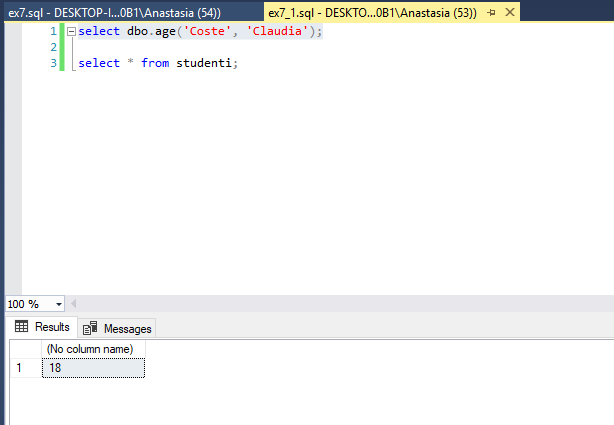 ex7.sql - DESKTOP-I...0B1\Anastasia (54)) ex7_1.sql - DESKTO...0B1\Anastasia (53))
1 select dbo.age('Coste', 'Claudia');
2
3 select * from studenti;
100 %
Results Messages
(No column name)
1 18